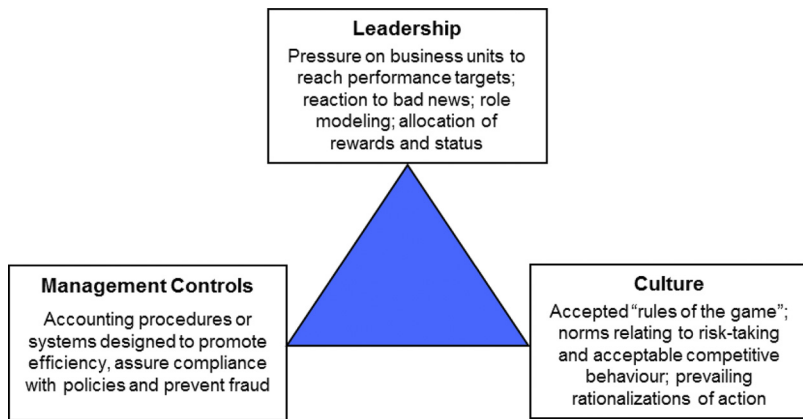 Leadership
Pressure on business units to
reach performance targets;
reaction to bad news; role
modeling; allocation of
rewards and status
Management Controls
Accounting procedures or
systems designed to promote
efficiency, assure compliance
with policies and prevent fraud
Culture
Accepted “rules of the game”;
norms relating to risk-taking
and acceptable competitive
behaviour; prevailing
rationalizations of action